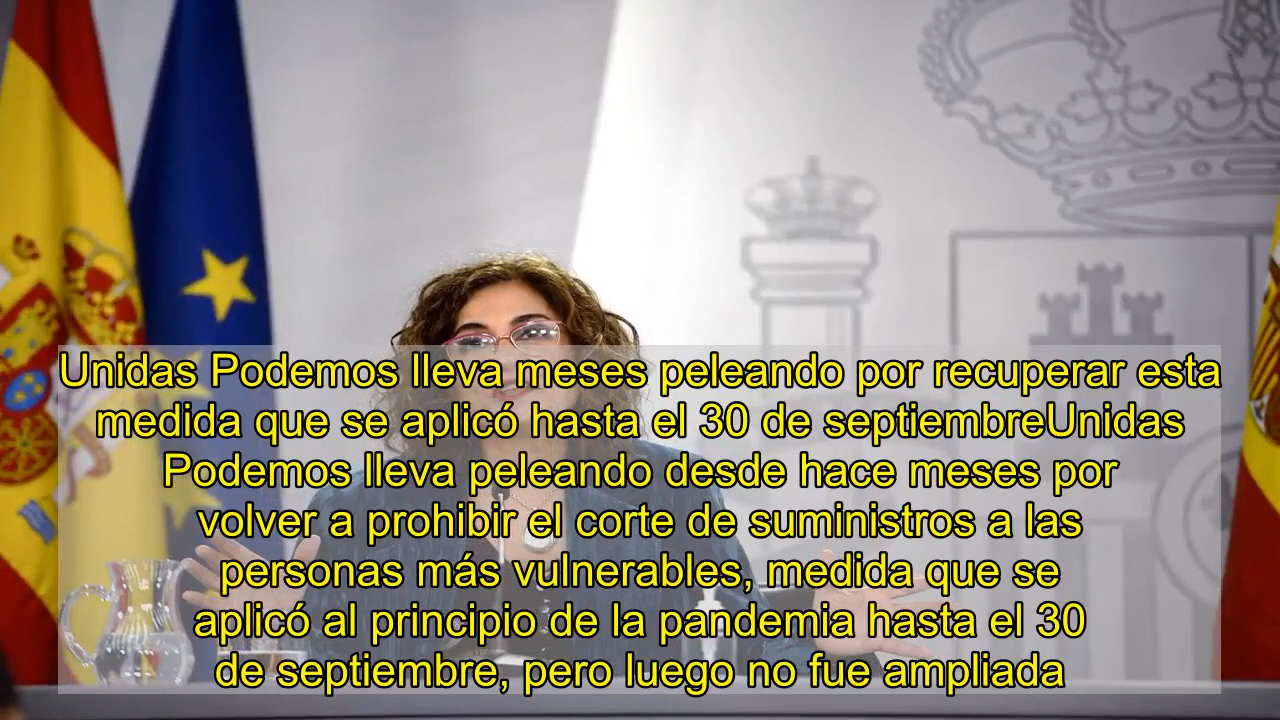 Unidas Podemos lleva meses peleando por recuperar esta
medida que se aplicó hasta el 30 de septiembreUnidas
Podemos lleva peleando desde hace meses por
volver a prohibir el corte de suministros a las
personas más vulnerables, medida que se
aplicó al principio de la pandemia hasta el 30
de septiembre, pero luego no fue ampliada